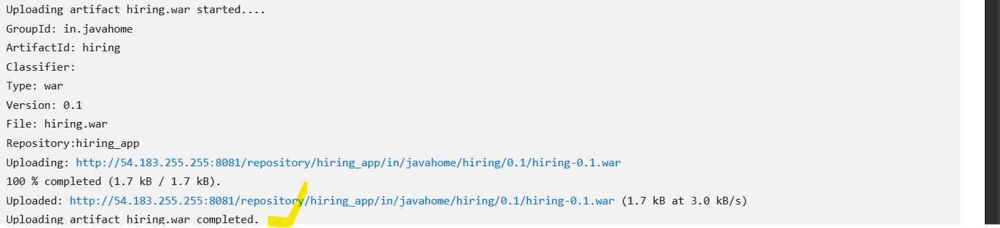 Uploading artifact hiring.war started....
GroupId: in.javahome
ArtifactId: hiring
Classifier:
Type: war
Version: 0.1
File: hiring.war
Repository:hiring_app
Uploading: http://54.183.255.255:8081/repository/hiring_app/in/javahome/hiring/0.1/hiring-0.1.war
100 % completed (1.7 kB / 1.7 kB).
Uploaded: http://54.183.255.255:8081/repository/hiring_app/in/javahome/hiring/0.1/hiring-0.1.war (1.7 kB at 3.0 kB/s)
Uploading artifact hiring.war completed.